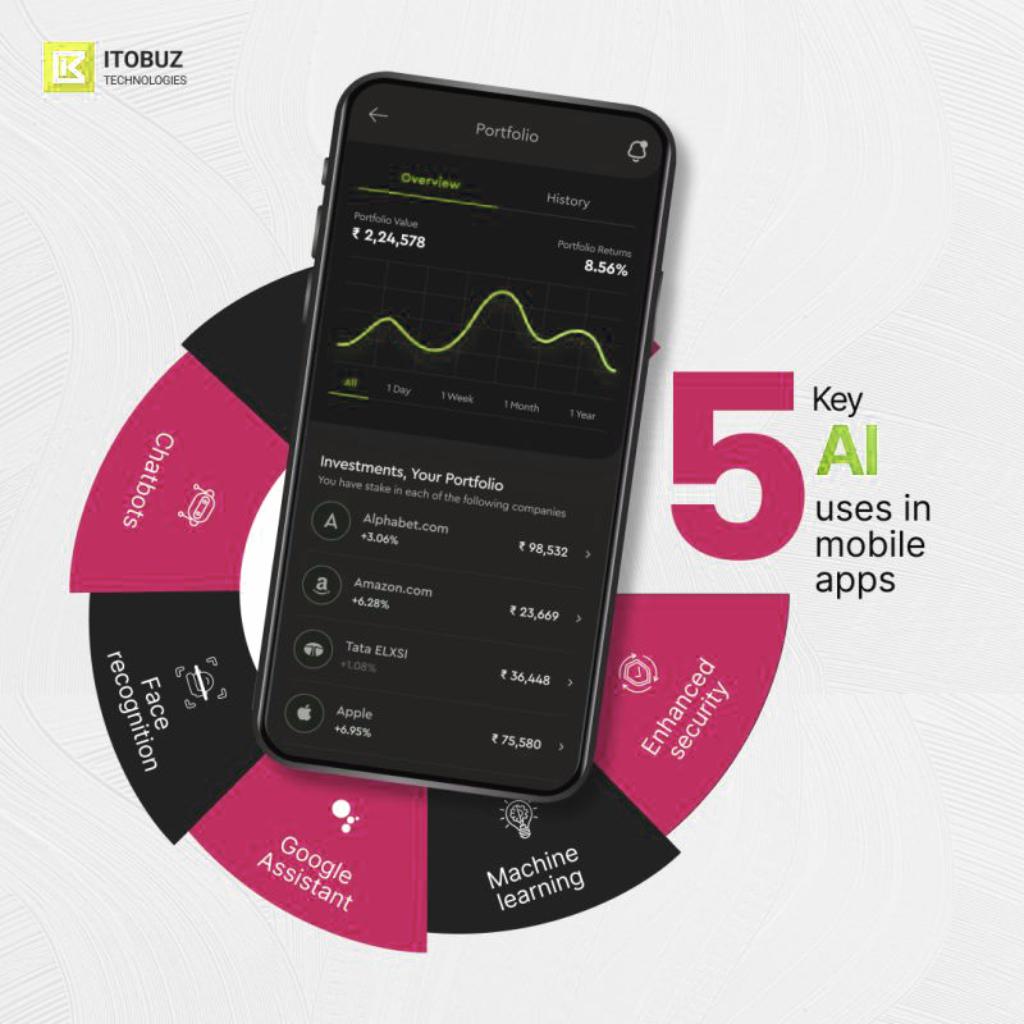 ITOBUZ
TECHNOLOGIES
Portfolio
Overview
History
Portfolio Value
₹ 2,24,578
Portfolio Returns
8.56%
All
1 Day
1 Week
1 Month
1 Year
Investments, Your Portfolio
You have stake in each of the following companies
Alphabet.com
+3.06%
₹ 98,532
Amazon.com
+6.28%
₹ 23,669
Tata ELXSI
+1.08%
₹ 36,448
Apple
+6.95%
₹ 75,580
5
Key
AI
uses in
mobile
apps
Chatbots
Face
recognition
Google
Assistant
Machine
learning
Enhanced
security